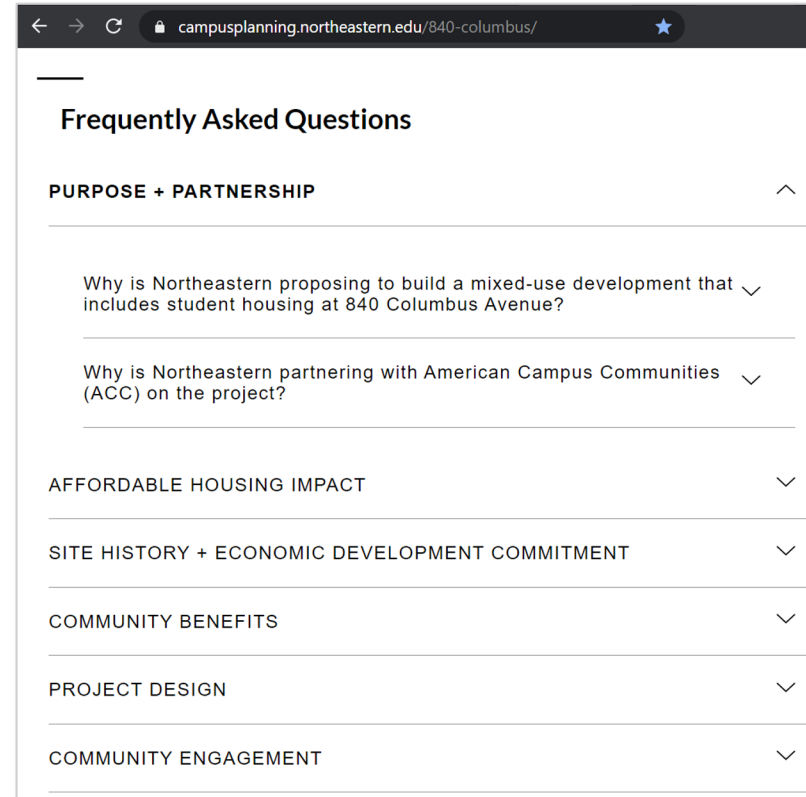 campusplanning.northeastern.edu/840-columbus/
Frequently Asked Questions
PURPOSE + PARTNERSHIP
Why is Northeastern proposing to build a mixed-use development that
includes student housing at 840 Columbus Avenue?
Why is Northeastern partnering with American Campus Communities
(ACC) on the project?
AFFORDABLE HOUSING IMPACT
SITE HISTORY + ECONOMIC DEVELOPMENT COMMITMENT
COMMUNITY BENEFITS
PROJECT DESIGN
COMMUNITY ENGAGEMENT